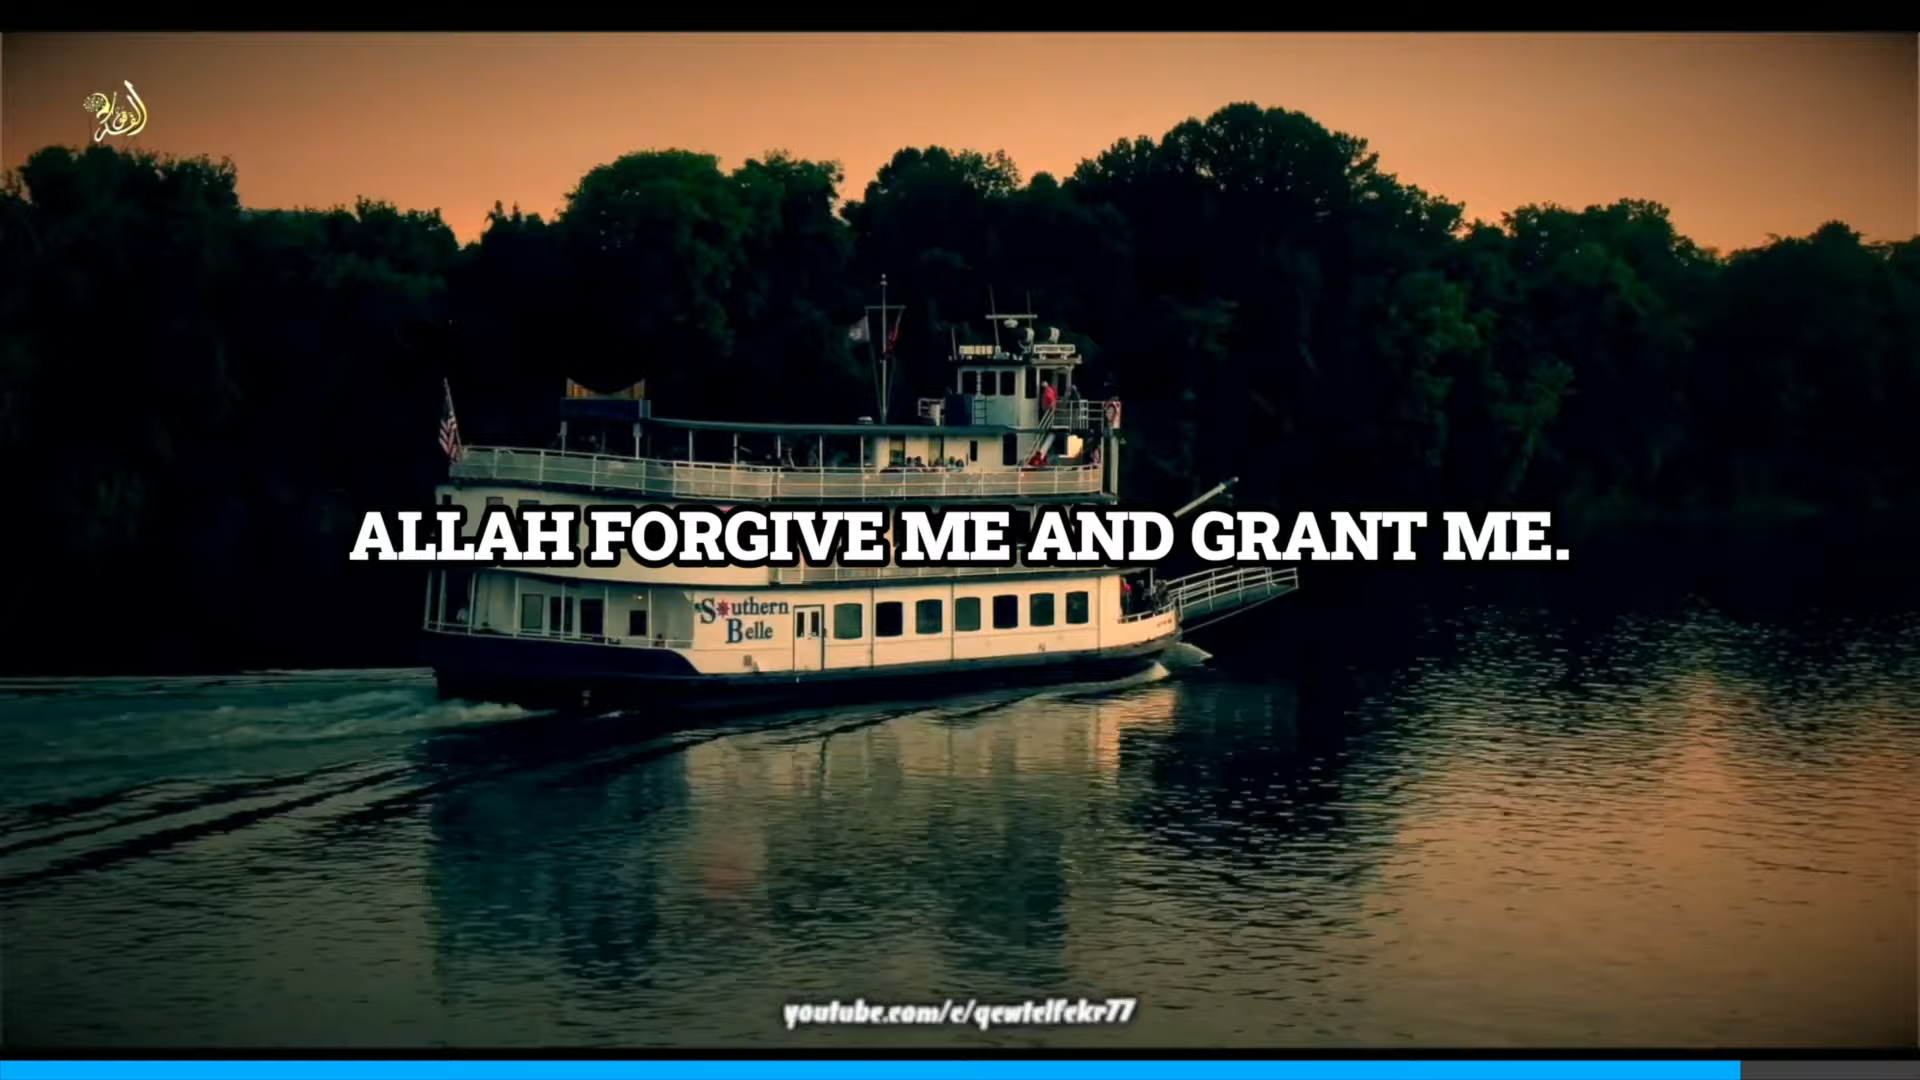 ALLAH FORGIVE ME AND GRANT ME.
Southern
Belle
youtube.com/c/qewtelfekr77